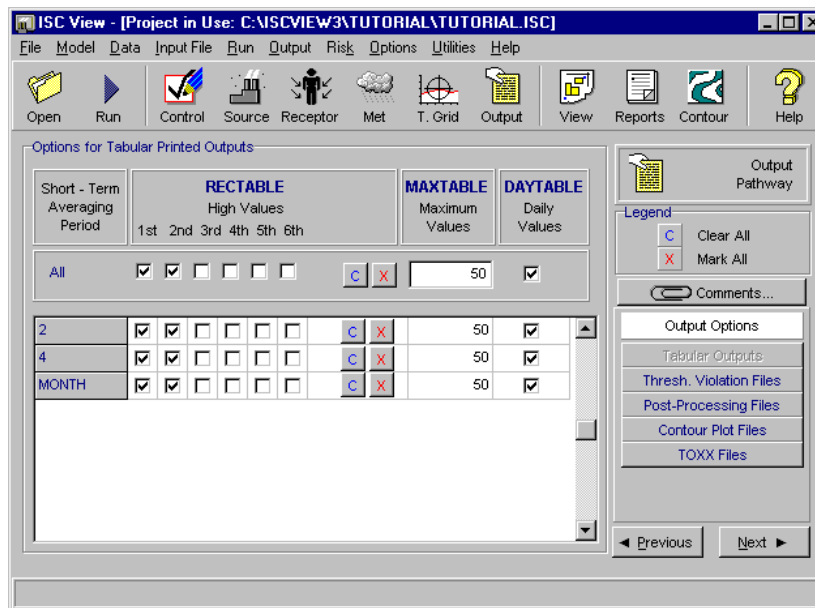 ISC View - [Project in Use: C:\ISCVIEW3\TUTORIAL\TUTORIAL.ISC]
File Model Data Input File Run Output Risk Options Utilities Help
Open Run Control Source Receptor Met T. Grid Output View Reports Contour Help
Options for Tabular Printed Outputs
Short - Term
Averaging
Period
RECTABLE
High Values
1st 2nd 3rd 4th 5th 6th
MAXTABLE
Maximum
Values
DAYTABLE
Daily
Values
All C X 50
2 C X 50
4 C X 50
MONTH C X 50
Output
Pathway
Legend
C Clear All
X Mark All
Comments...
Output Options
Tabular Outputs
Thresh. Violation Files
Post-Processing Files
Contour Plot Files
TOXX Files
Previous Next